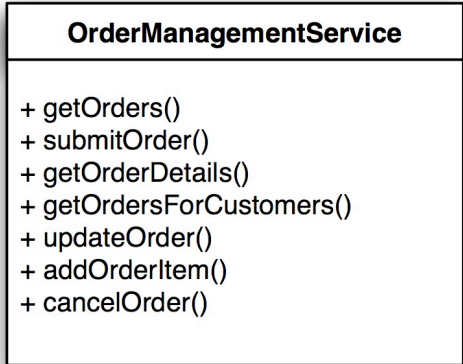 OrderManagementService
+ getOrders()
+ submitOrder()
+ getOrderDetails()
+ getOrdersForCustomers()
+ updateOrder()
+ addOrderItem()
+ cancelOrder()